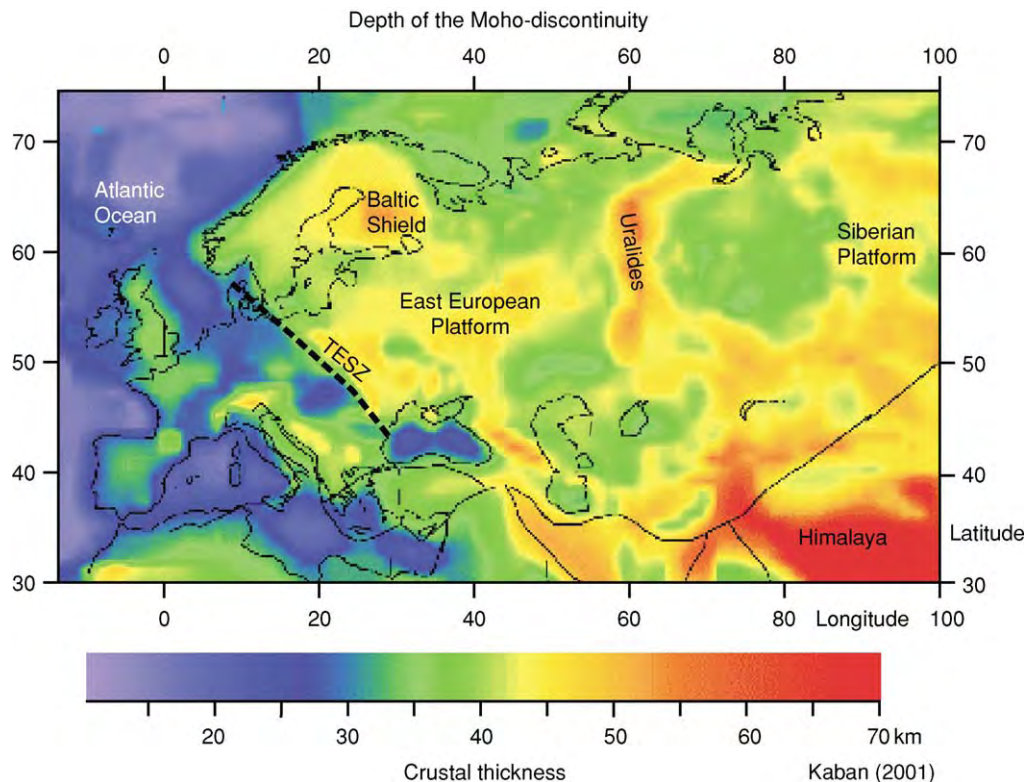 Depth of the Moho-discontinuity
0 20 40 60 80 100
70 70
Atlantic
Ocean
Baltic
Shield
Uralides
Siberian
Platform
60 60
East European
Platform
TESZ
50 50
40 40
Himalaya
Latitude
30 30
0 20 40 60 80 Longitude 100
20 30 40 50 60 70 km
Crustal thickness
Kaban (2001)